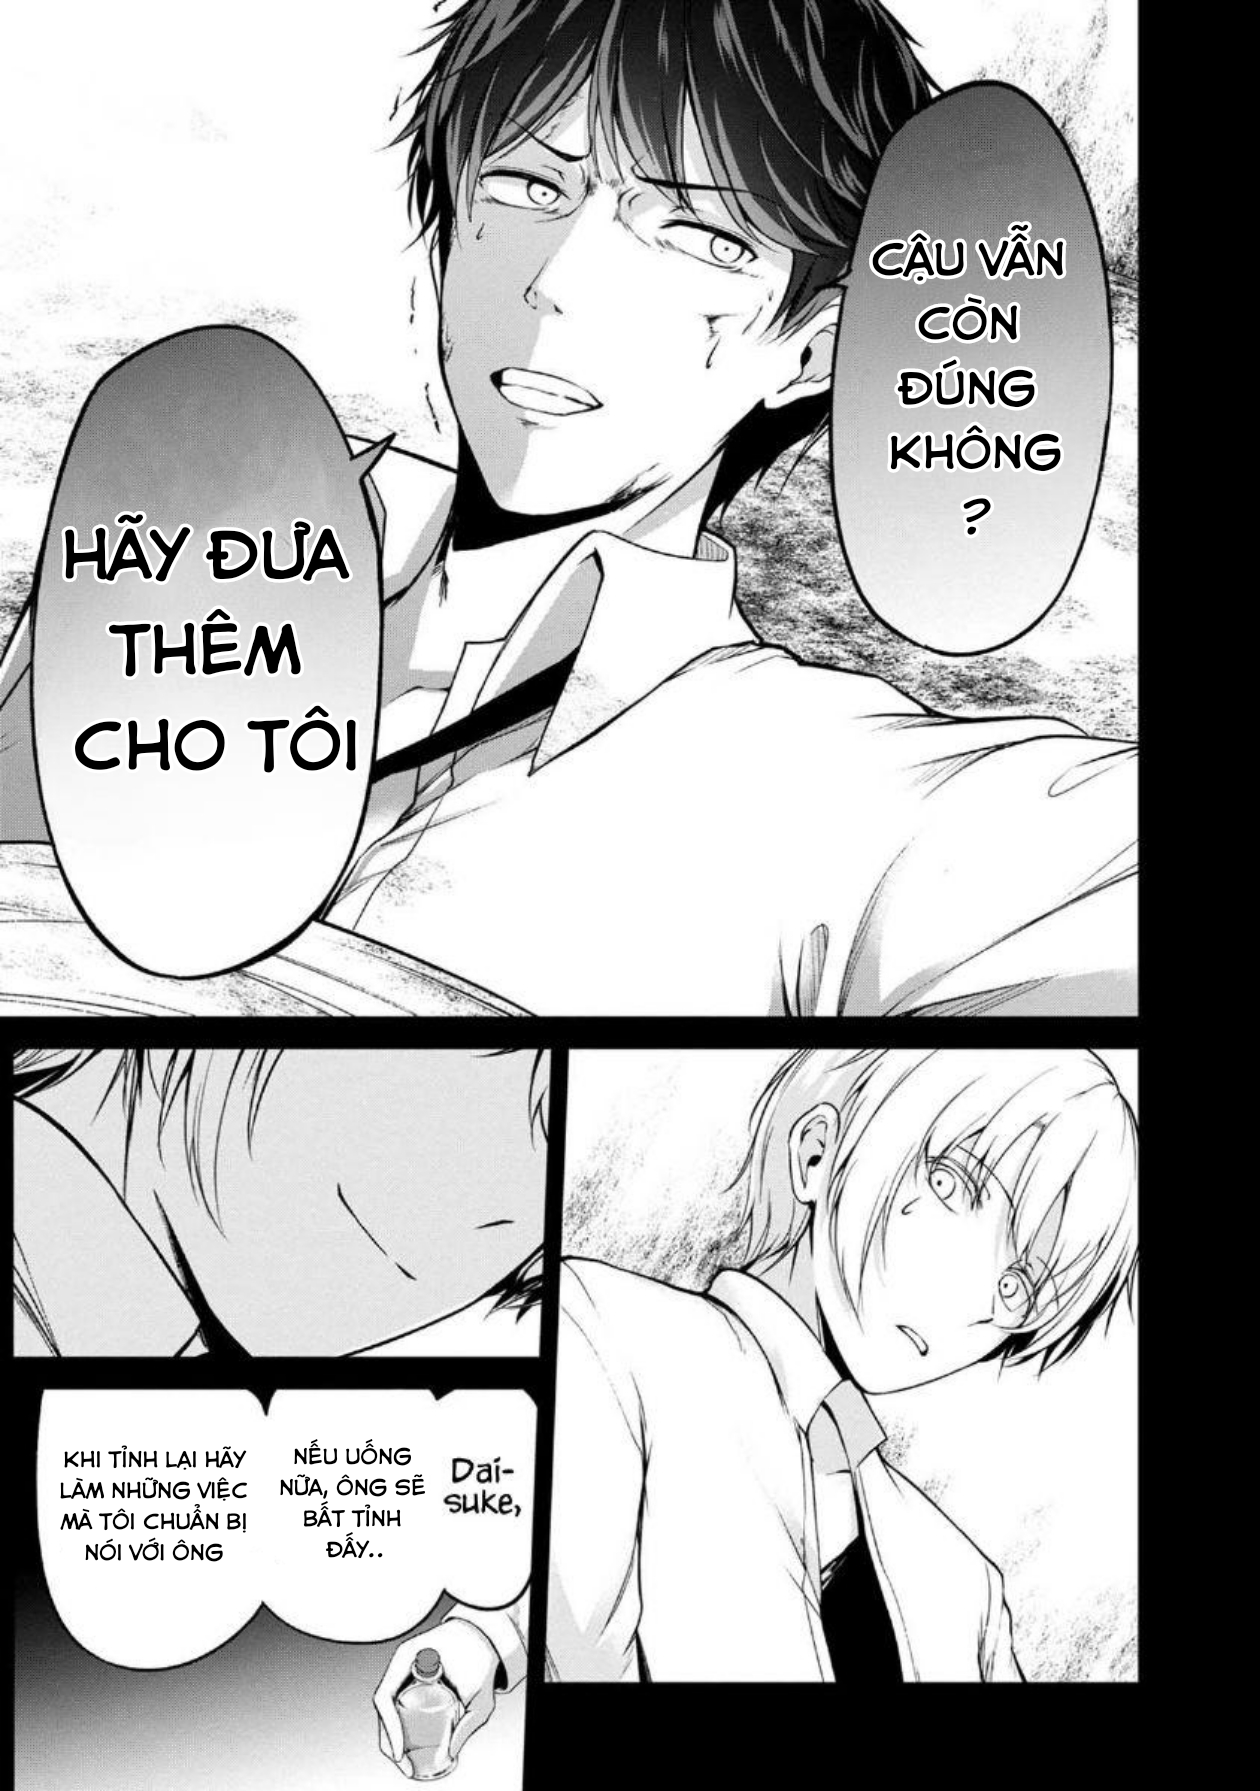 CẬU VẪN
CÒN
ĐÚNG
KHÔNG
?
HÃY ĐƯA
THÊM
CHO TÔI
Dai-
suke,
NẾU UỐNG
NỮA, ÔNG SẼ
BẤT TỈNH
ĐẤY..
KHI TỈNH LẠI HÃY
LÀM NHỮNG VIỆC
MÀ TÔI CHUẨN BỊ
NÓI VỚI ÔNG